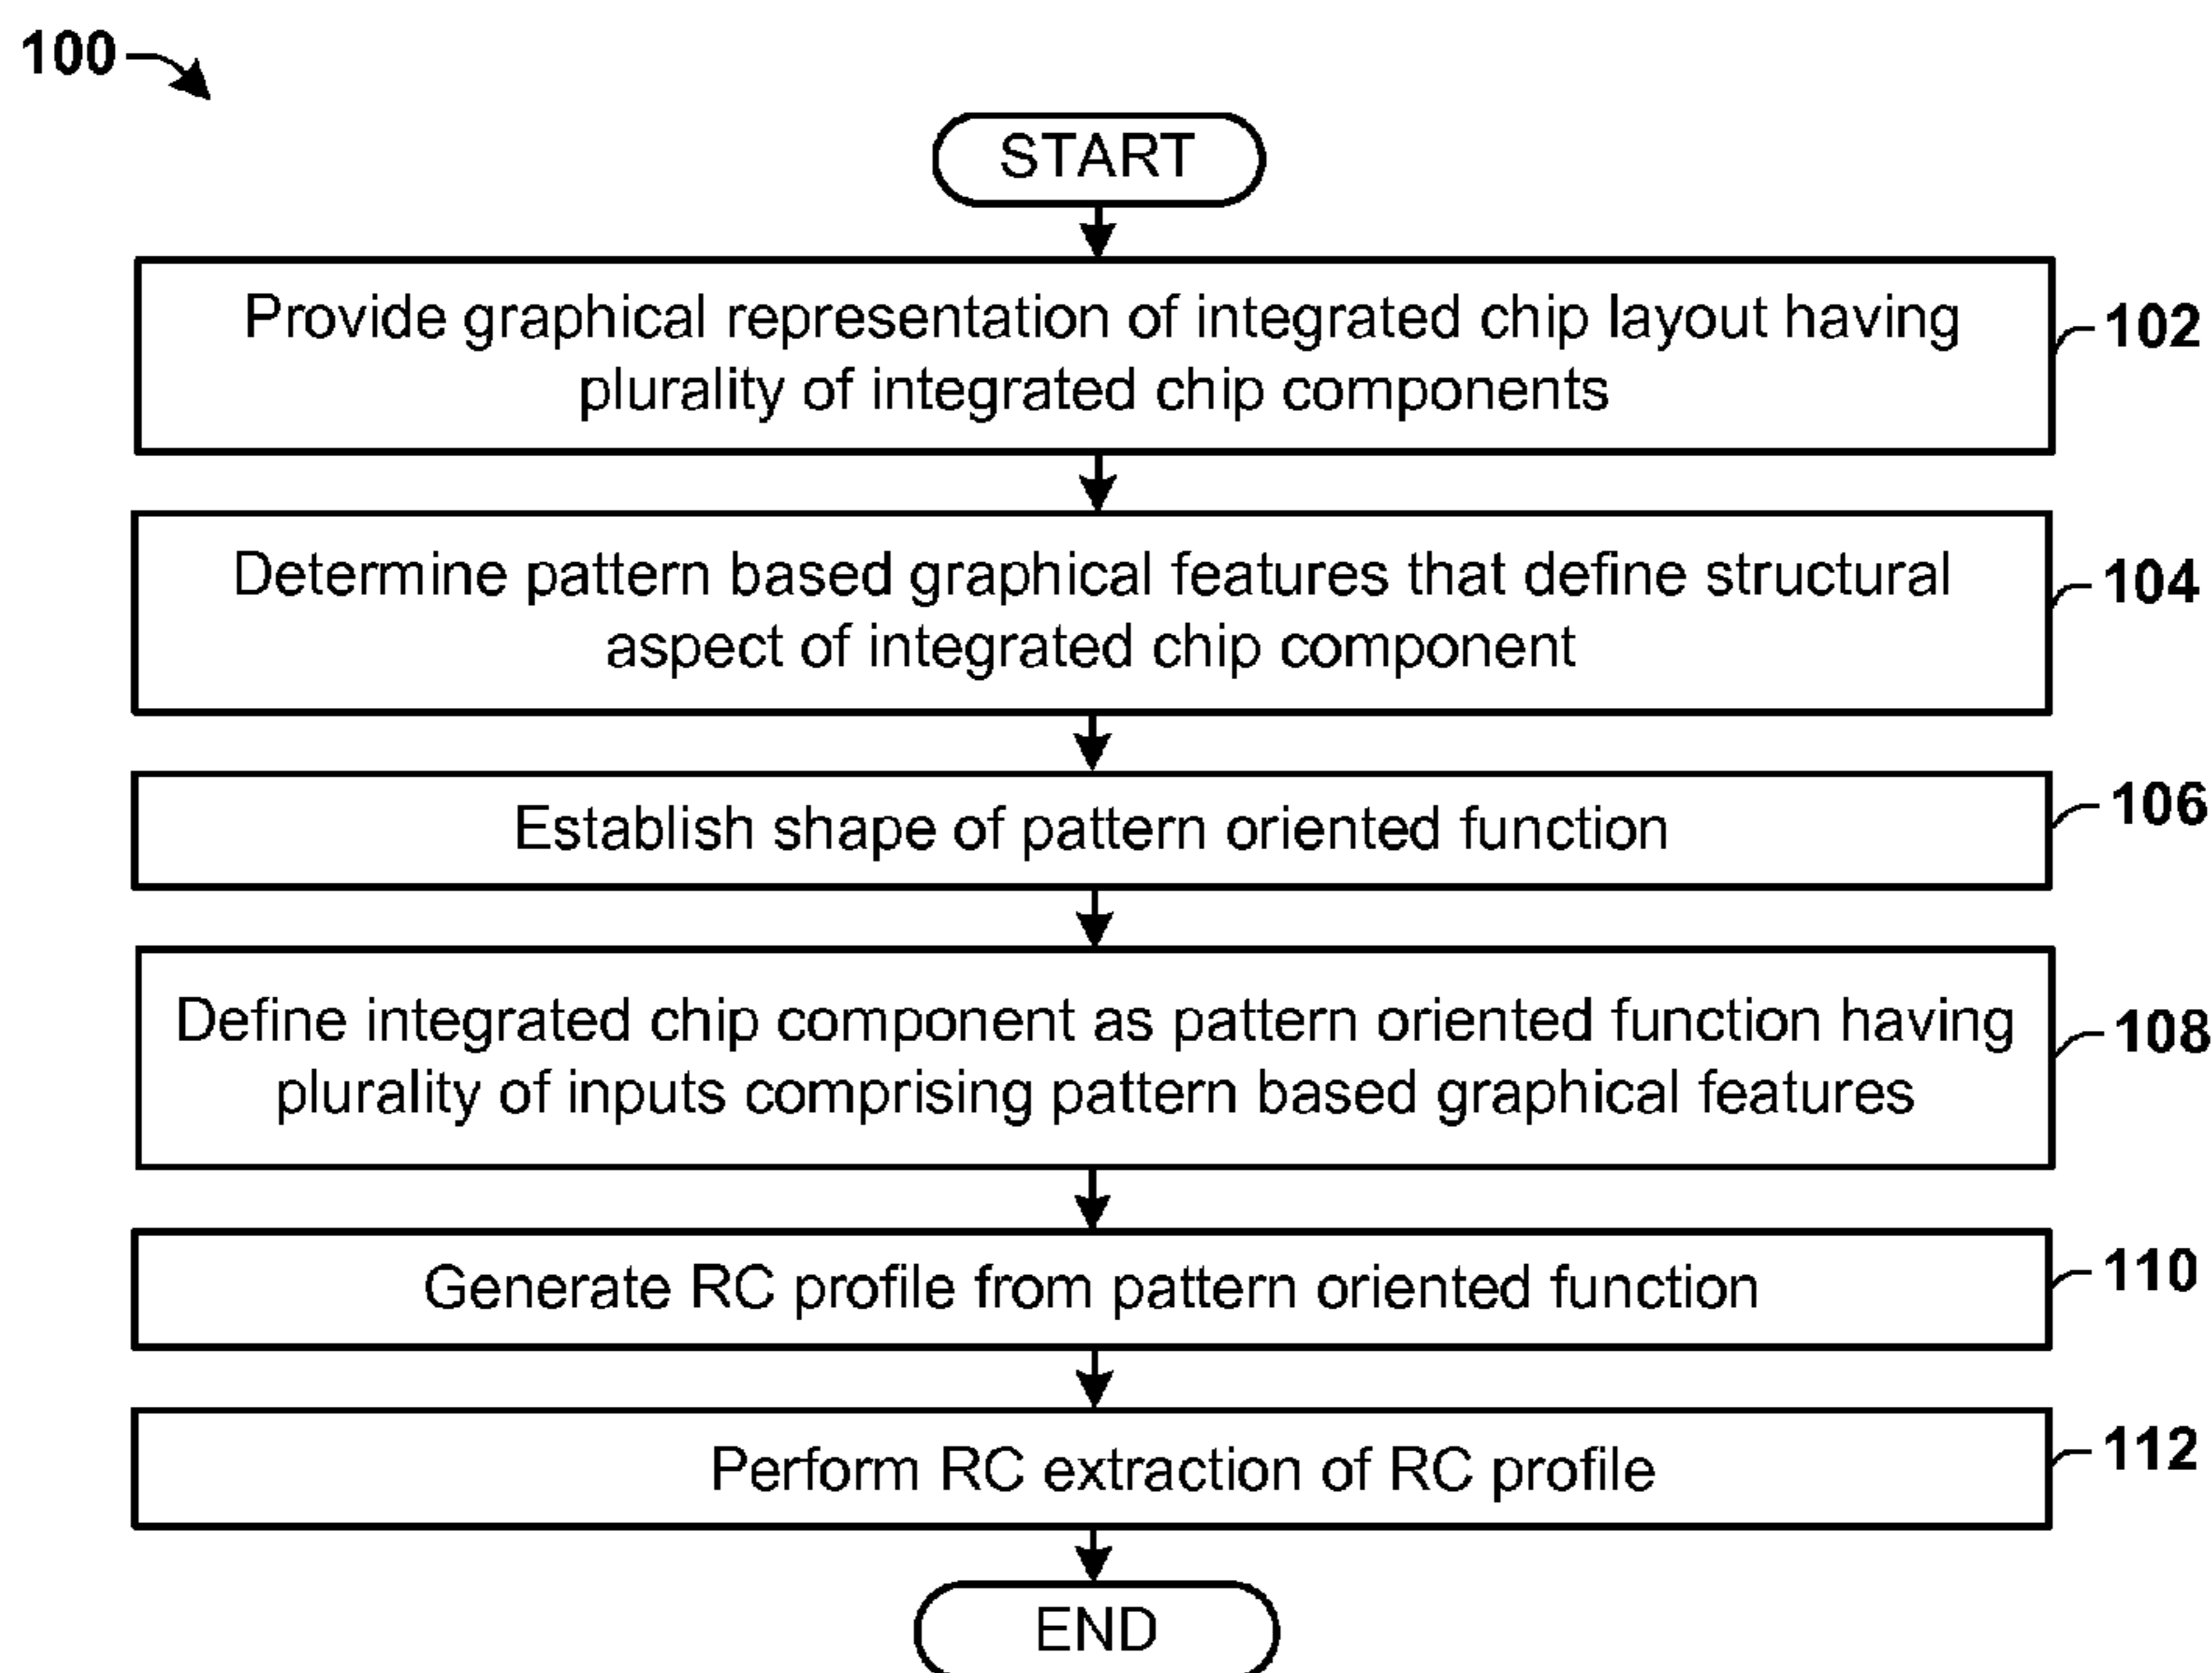 100
START
Provide graphical representation of integrated chip layout having
plurality of integrated chip components
102
Determine pattern based graphical features that define structural
aspect of integrated chip component
104
Establish shape of pattern oriented function
106
Define integrated chip component as pattern oriented function having
plurality of inputs comprising pattern based graphical features
108
Generate RC profile from pattern oriented function
110
Perform RC extraction of RC profile
112
END